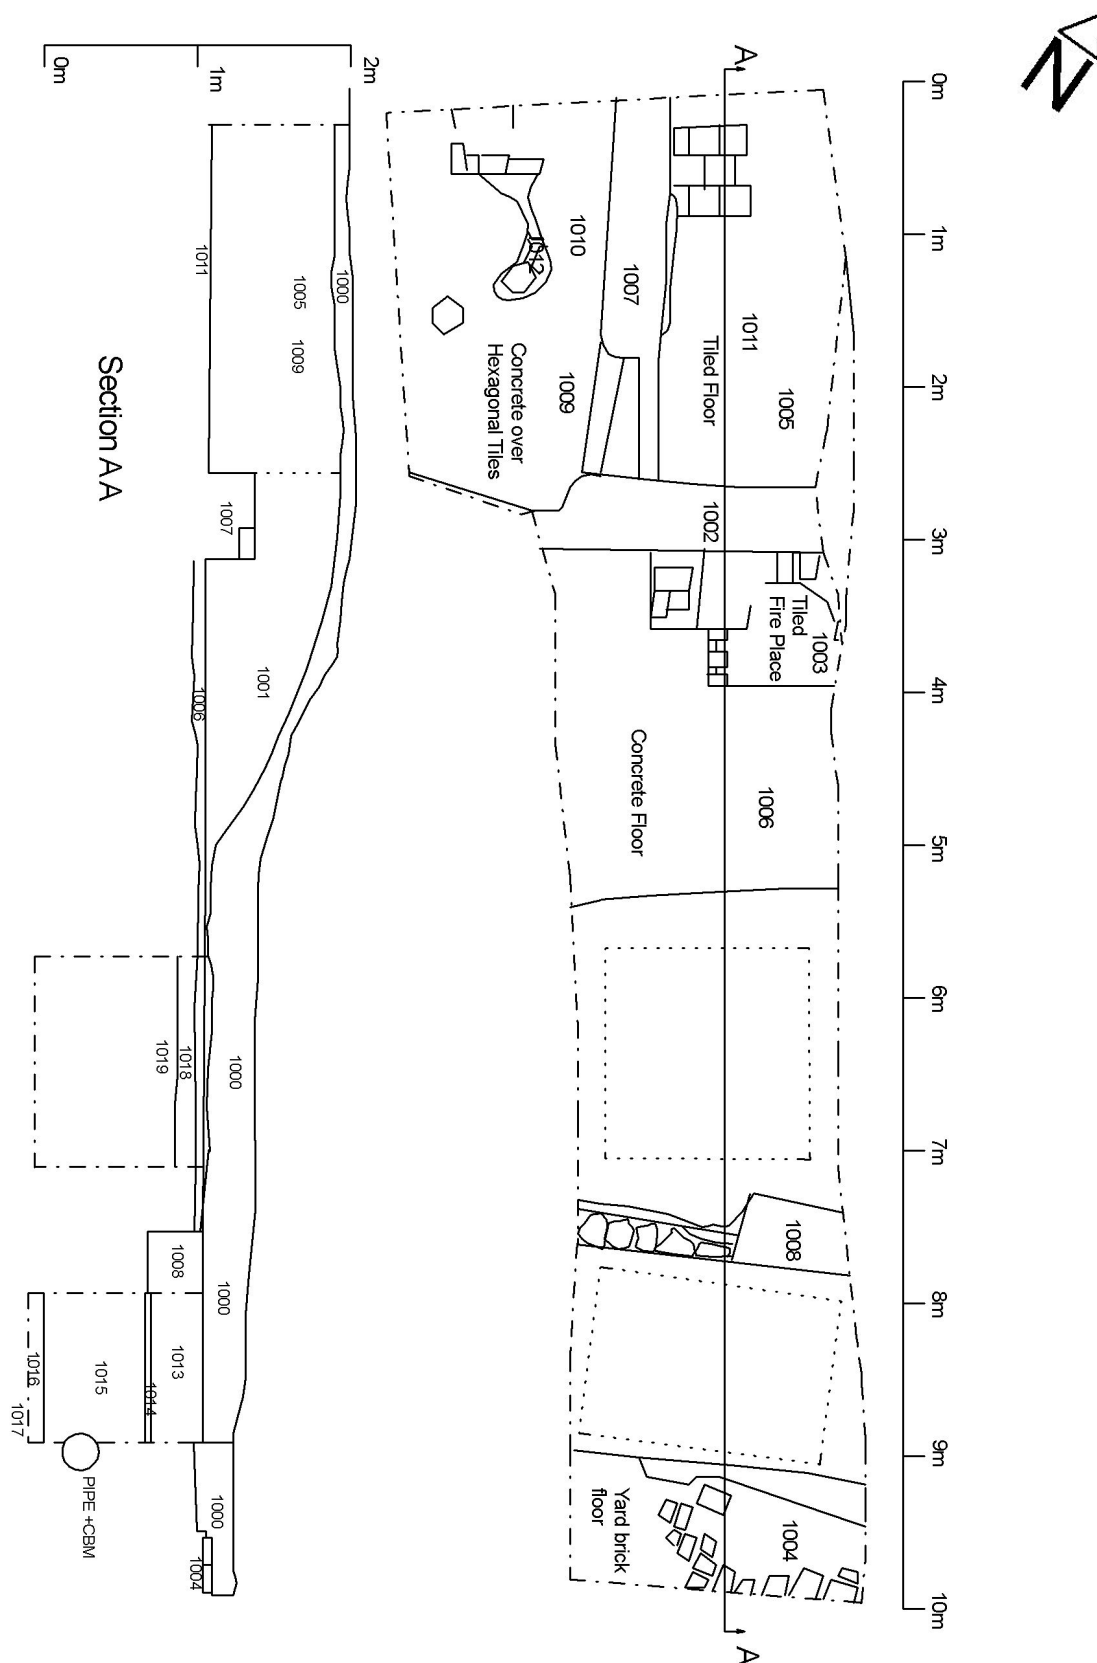 N
0m
1m
2m
3m
4m
5m
6m
7m
8m
9m
10m
A
A
1010
1012
1007
1011
Tiled Floor
1005
Concrete over
Hexagonal Tiles
1009
1002
Tiled
Fire Place
1003
Concrete Floor
1006
1008
Yard brick
floor
1004
0m
1m
2m
1011
1005
1009
1000
Section AA
1007
1001
1006
1019
1018
1000
1008
1000
1016
1017
1015
1014
1013
PIPE +CBM
1000
1004